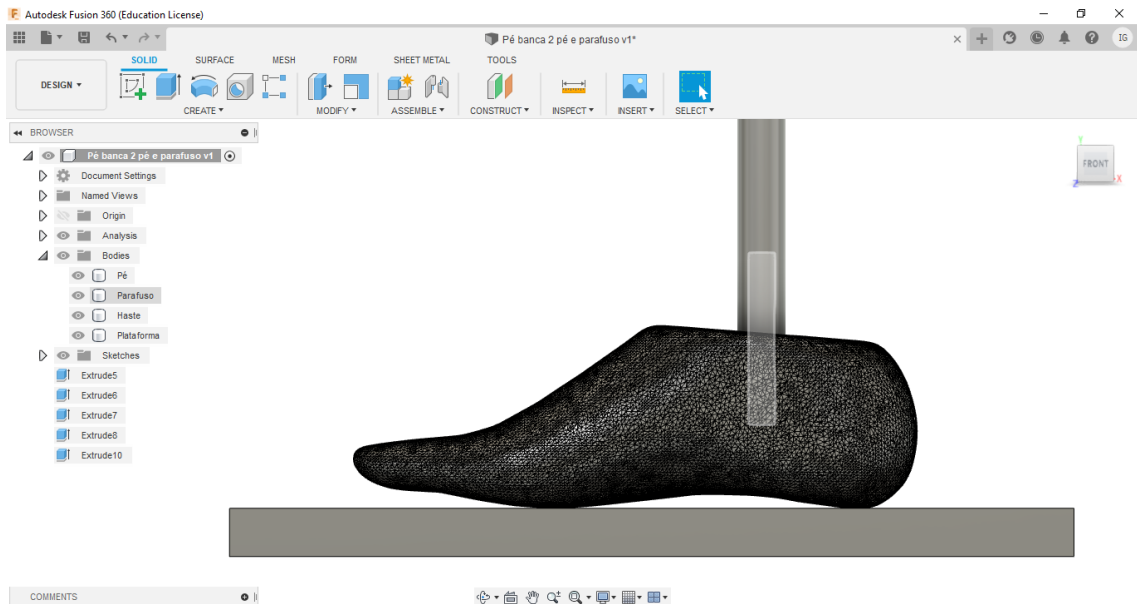 Autodesk Fusion 360 (Education License)
Pé banca 2 pé e parafuso v1*
IG
SOLID SURFACE MESH FORM SHEET METAL TOOLS
DESIGN
CREATE MODIFY ASSEMBLE CONSTRUCT INSPECT INSERT SELECT
BROWSER
Pé banca 2 pé e parafuso v1
Document Settings
Named Views
Origin
Analysis
Bodies
Pé
Parafuso
Haste
Plataforma
Sketches
Extrude5
Extrude6
Extrude7
Extrude8
Extrude10
Y
FRONT
Z X
COMMENTS